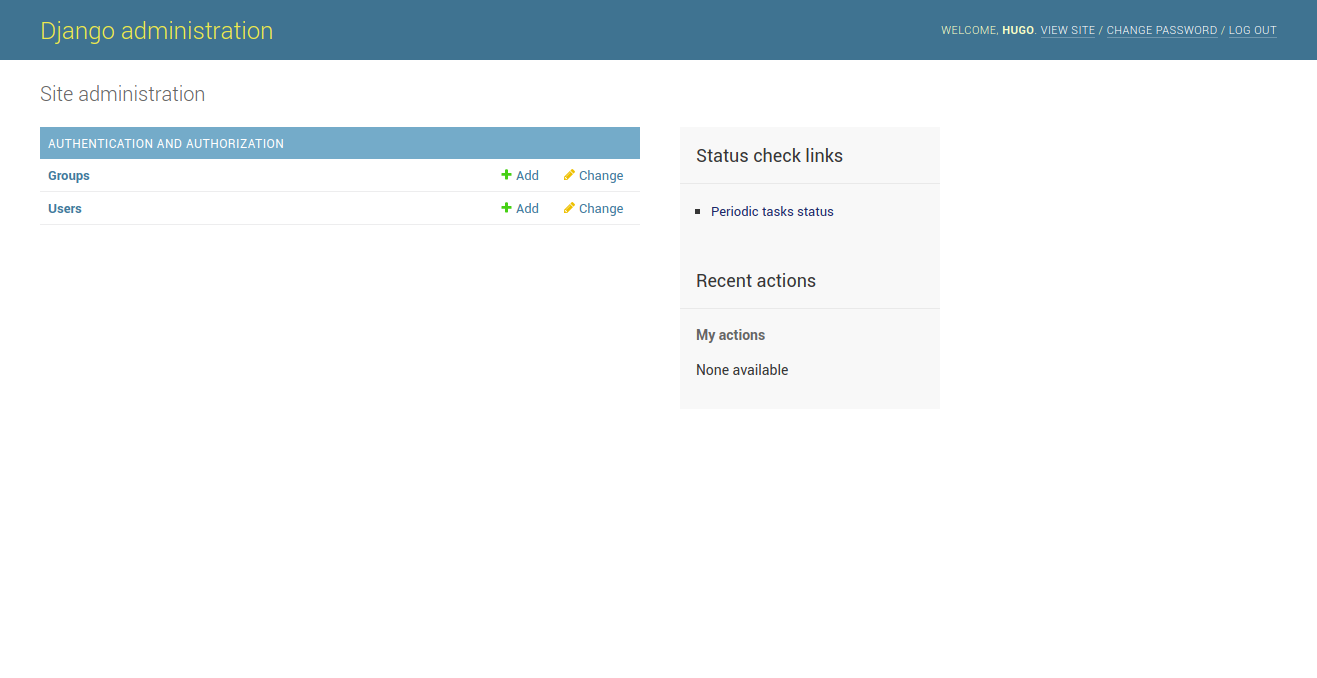 Django administration
WELCOME, HUGO. VIEW SITE / CHANGE PASSWORD / LOG OUT
Site administration
AUTHENTICATION AND AUTHORIZATION
Groups Add Change
Users Add Change
Status check links
Periodic tasks status
Recent actions
My actions
None available